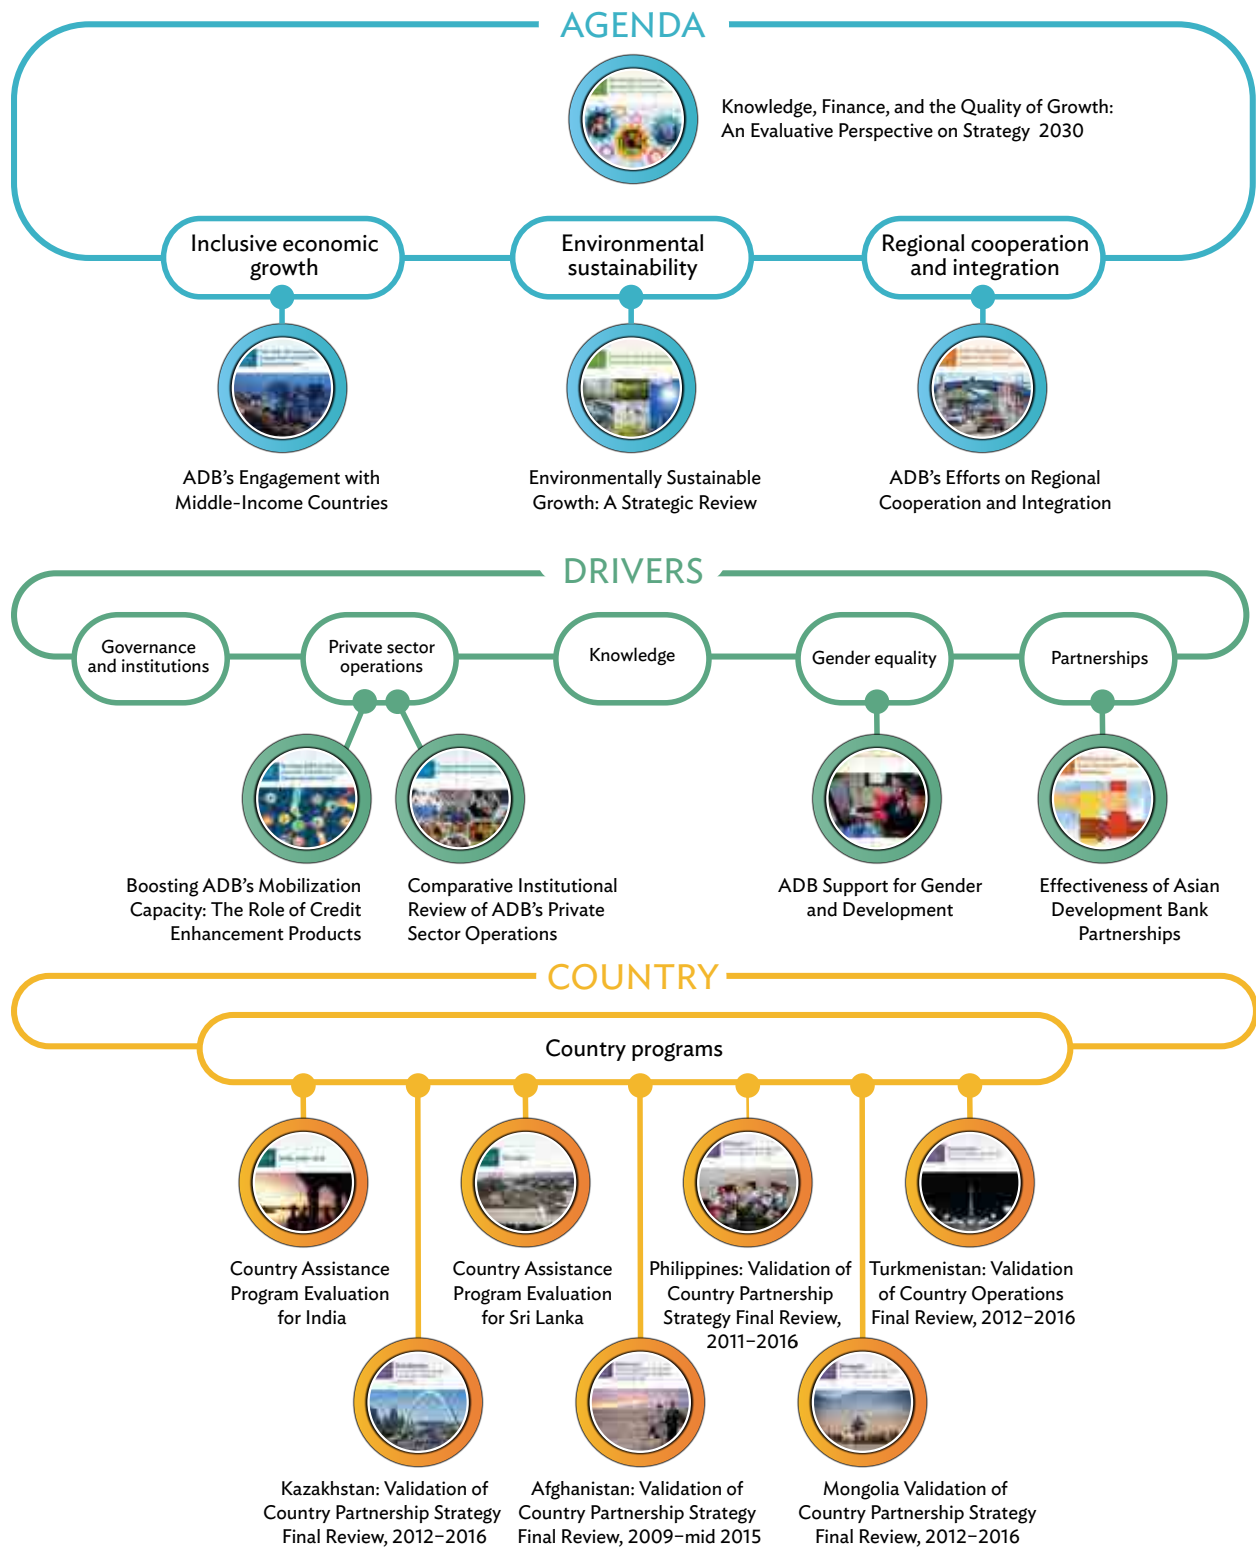 AGENDA
Knowledge, Finance, and the Quality of Growth:
An Evaluative Perspective on Strategy 2030
Inclusive economic
growth
Environmental
sustainability
Regional cooperation
and integration
ADB's Engagement with
Middle-Income Countries
Environmentally Sustainable
Growth: A Strategic Review
ADB's Efforts on Regional
Cooperation and Integration
DRIVERS
Governance
and institutions
Private sector
operations
Knowledge
Gender equality
Partnerships
Boosting ADB's Mobilization
Capacity: The Role of Credit
Enhancement Products
Comparative Institutional
Review of ADB's Private
Sector Operations
ADB Support for Gender
and Development
Effectiveness of Asian
Development Bank
Partnerships
COUNTRY
Country programs
Country Assistance
Program Evaluation
for India
Country Assistance
Program Evaluation
for Sri Lanka
Philippines: Validation of
Country Partnership
Strategy Final Review,
2011–2016
Turkmenistan: Validation
of Country Operations
Final Review, 2012–2016
Kazakhstan: Validation of
Country Partnership Strategy
Final Review, 2012–2016
Afghanistan: Validation of
Country Partnership Strategy
Final Review, 2009–mid 2015
Mongolia Validation of
Country Partnership Strategy
Final Review, 2012–2016